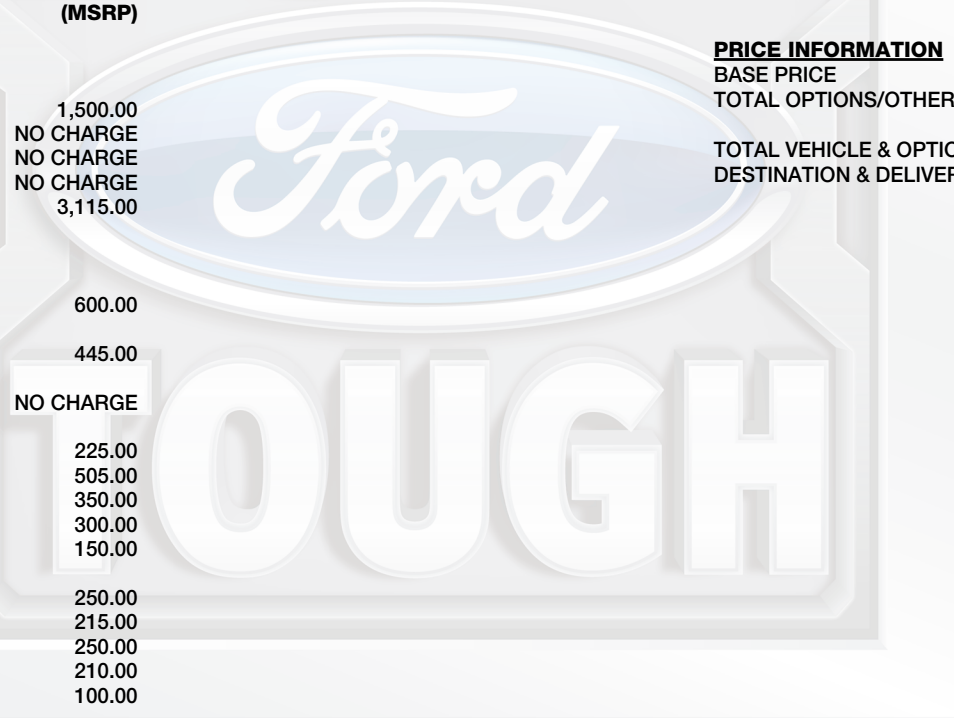 (MSRP)
1,500.00
NO CHARGE
NO CHARGE
NO CHARGE
3,115.00
600.00
445.00
NO CHARGE
225.00
505.00
350.00
300.00
150.00
250.00
215.00
250.00
210.00
100.00
PRICE INFORMATION
BASE PRICE
TOTAL OPTIONS/OTHER
TOTAL VEHICLE & OPTIO
DESTINATION & DELIVER
Ford
TOUGH